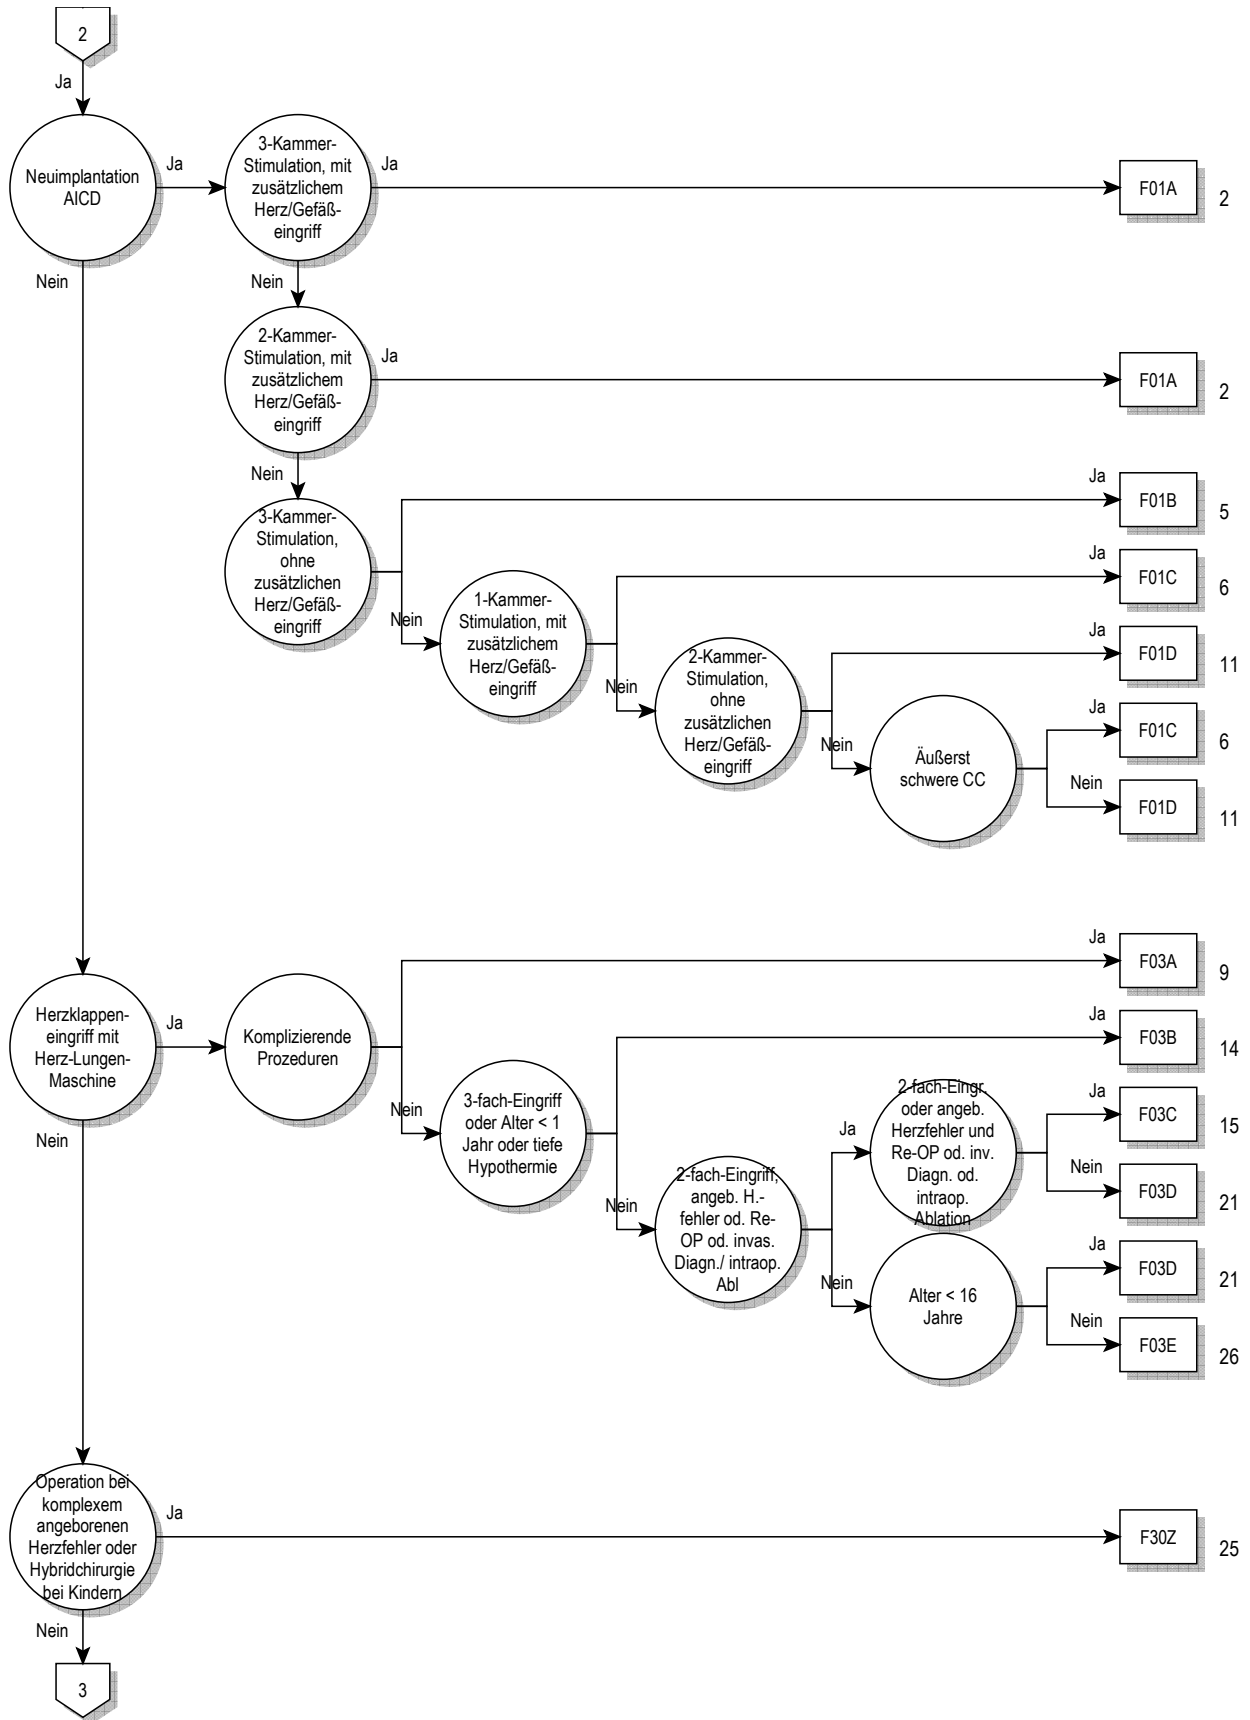 2
Ja
Neuimplantation
AICD
Ja
3-Kammer-
Stimulation, mit
zusätzlichem
Herz/Gefäß-
eingriff
Ja
F01A
2
Nein
Nein
2-Kammer-
Stimulation, mit
zusätzlichem
Herz/Gefäß-
eingriff
Ja
F01A
2
Nein
3-Kammer-
Stimulation,
ohne
zusätzlichen
Herz/Gefäß-
eingriff
Ja
F01B
5
Nein
1-Kammer-
Stimulation, mit
zusätzlichem
Herz/Gefäß-
eingriff
Ja
F01C
6
Nein
2-Kammer-
Stimulation,
ohne
zusätzlichen
Herz/Gefäß-
eingriff
Ja
F01D
11
Nein
Äußerst
schwere CC
Ja
F01C
6
Nein
F01D
11
Herzklappen-
eingriff mit
Herz-Lungen-
Maschine
Ja
Komplizierende
Prozeduren
Ja
F03A
9
Nein
3-fach-Eingriff
oder Alter < 1
Jahr oder tiefe
Hypothermie
Ja
F03B
14
Nein
2-fach-Eingriff,
angeb. H.-
fehler od. Re-
OP od. invas.
Diagn./ intraop.
Abl
Ja
2-fach-Eingr.
oder angeb.
Herzfehler und
Re-OP od. inv.
Diagn. od.
intraop.
Ablation
Ja
F03C
15
Nein
F03D
21
Nein
Alter < 16
Jahre
Ja
F03D
21
Nein
F03E
26
Nein
Operation bei
komplexem
angeborenen
Herzfehler oder
Hybridchirurgie
bei Kindern
Ja
F30Z
25
Nein
3